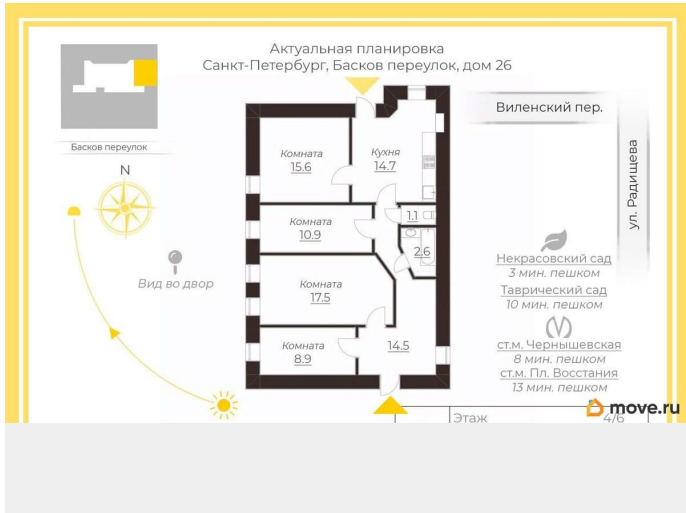 Актуальная планировка
Санкт-Петербург, Басков переулок, дом 26
Виленский пер.
ул. Радищева
Басков переулок
N
Вид во двор
Комната
15.6
Кухня
14.7
Комната
10.9
1.1
2.6
Комната
17.5
Комната
8.9
14.5
Некрасовский сад
3 мин. пешком
Таврический сад
10 мин. пешком
ст.м. Чернышевская
8 мин. пешком
ст.м. Пл. Восстания
13 мин. пешком
move.ru
Этаж 4/6